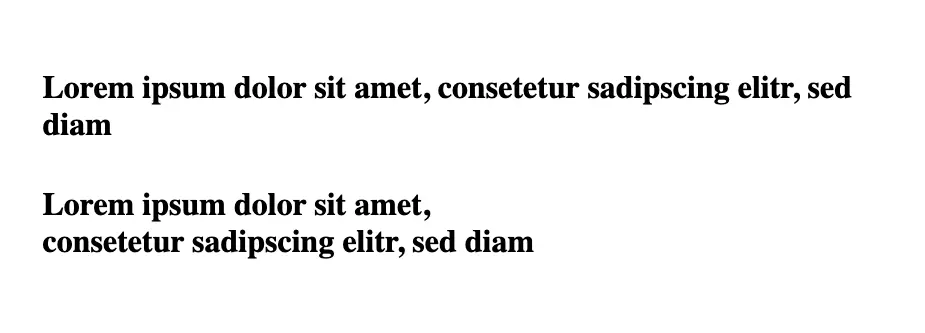 Lorem ipsum dolor sit amet, consetetur sadipscing elitr, sed
diam
Lorem ipsum dolor sit amet,
consetetur sadipscing elitr, sed diam